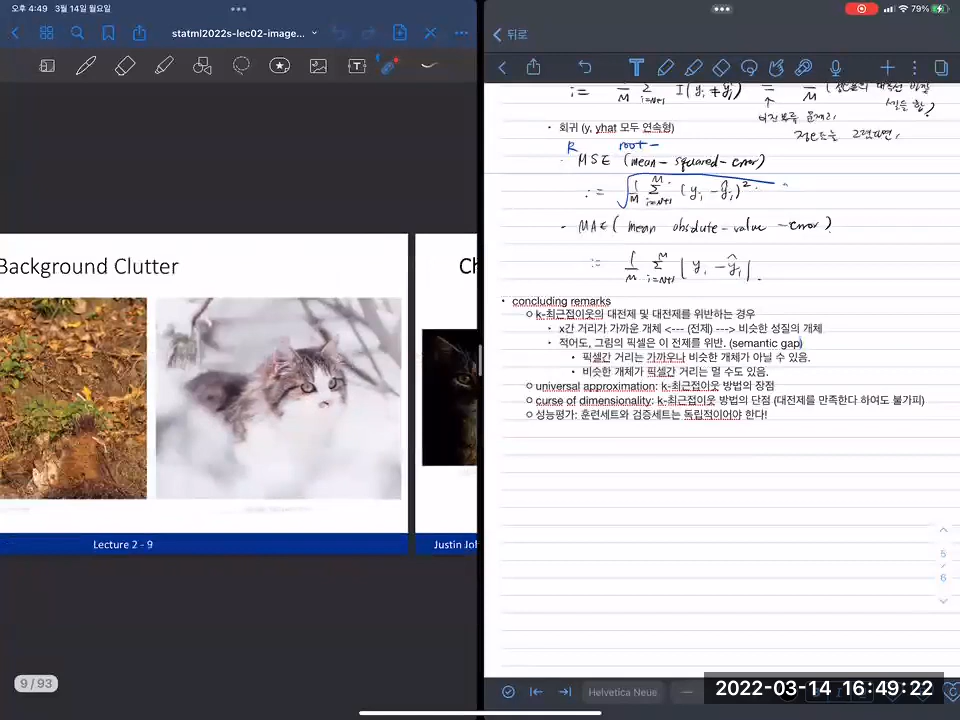 오후 4:49 3월 14일 월요일
79%
statml2022s-lec02-image...
뒤로
i = 1/M Σ i=N+1 I(yi ≠ ŷi) = 1/M
회귀 (y, yhat 모두 연속형)
R root-
MSE (mean-squared-error)
:= √ 1/M Σ i=N+1 M (yi - ŷi)²
MAE (mean absolute-value-error)
:= 1/M Σ i=N+1 M |yi - ŷi|.
concluding remarks
k-최근접이웃의 대전제 및 대전제를 위반하는 경우
x간 거리가 가까운 개체 <--- (전제) ---> 비슷한 성질의 개체
적어도, 그림의 픽셀은 이 전제를 위반. (semantic gap)
픽셀간 거리는 가까우나 비슷한 개체가 아닐 수 있음.
비슷한 개체가 픽셀간 거리는 멀 수도 있음.
universal approximation: k-최근접이웃 방법의 장점
curse of dimensionality: k-최근접이웃 방법의 단점 (대전제를 만족한다 하여도 불가피)
성능평가: 훈련세트와 검증세트는 독립적이어야 한다!
Background Clutter
Ch
Lecture 2 - 9
Justin Joh
9 / 93
5
6
Helvetica Neue
2022-03-14 16:49:22